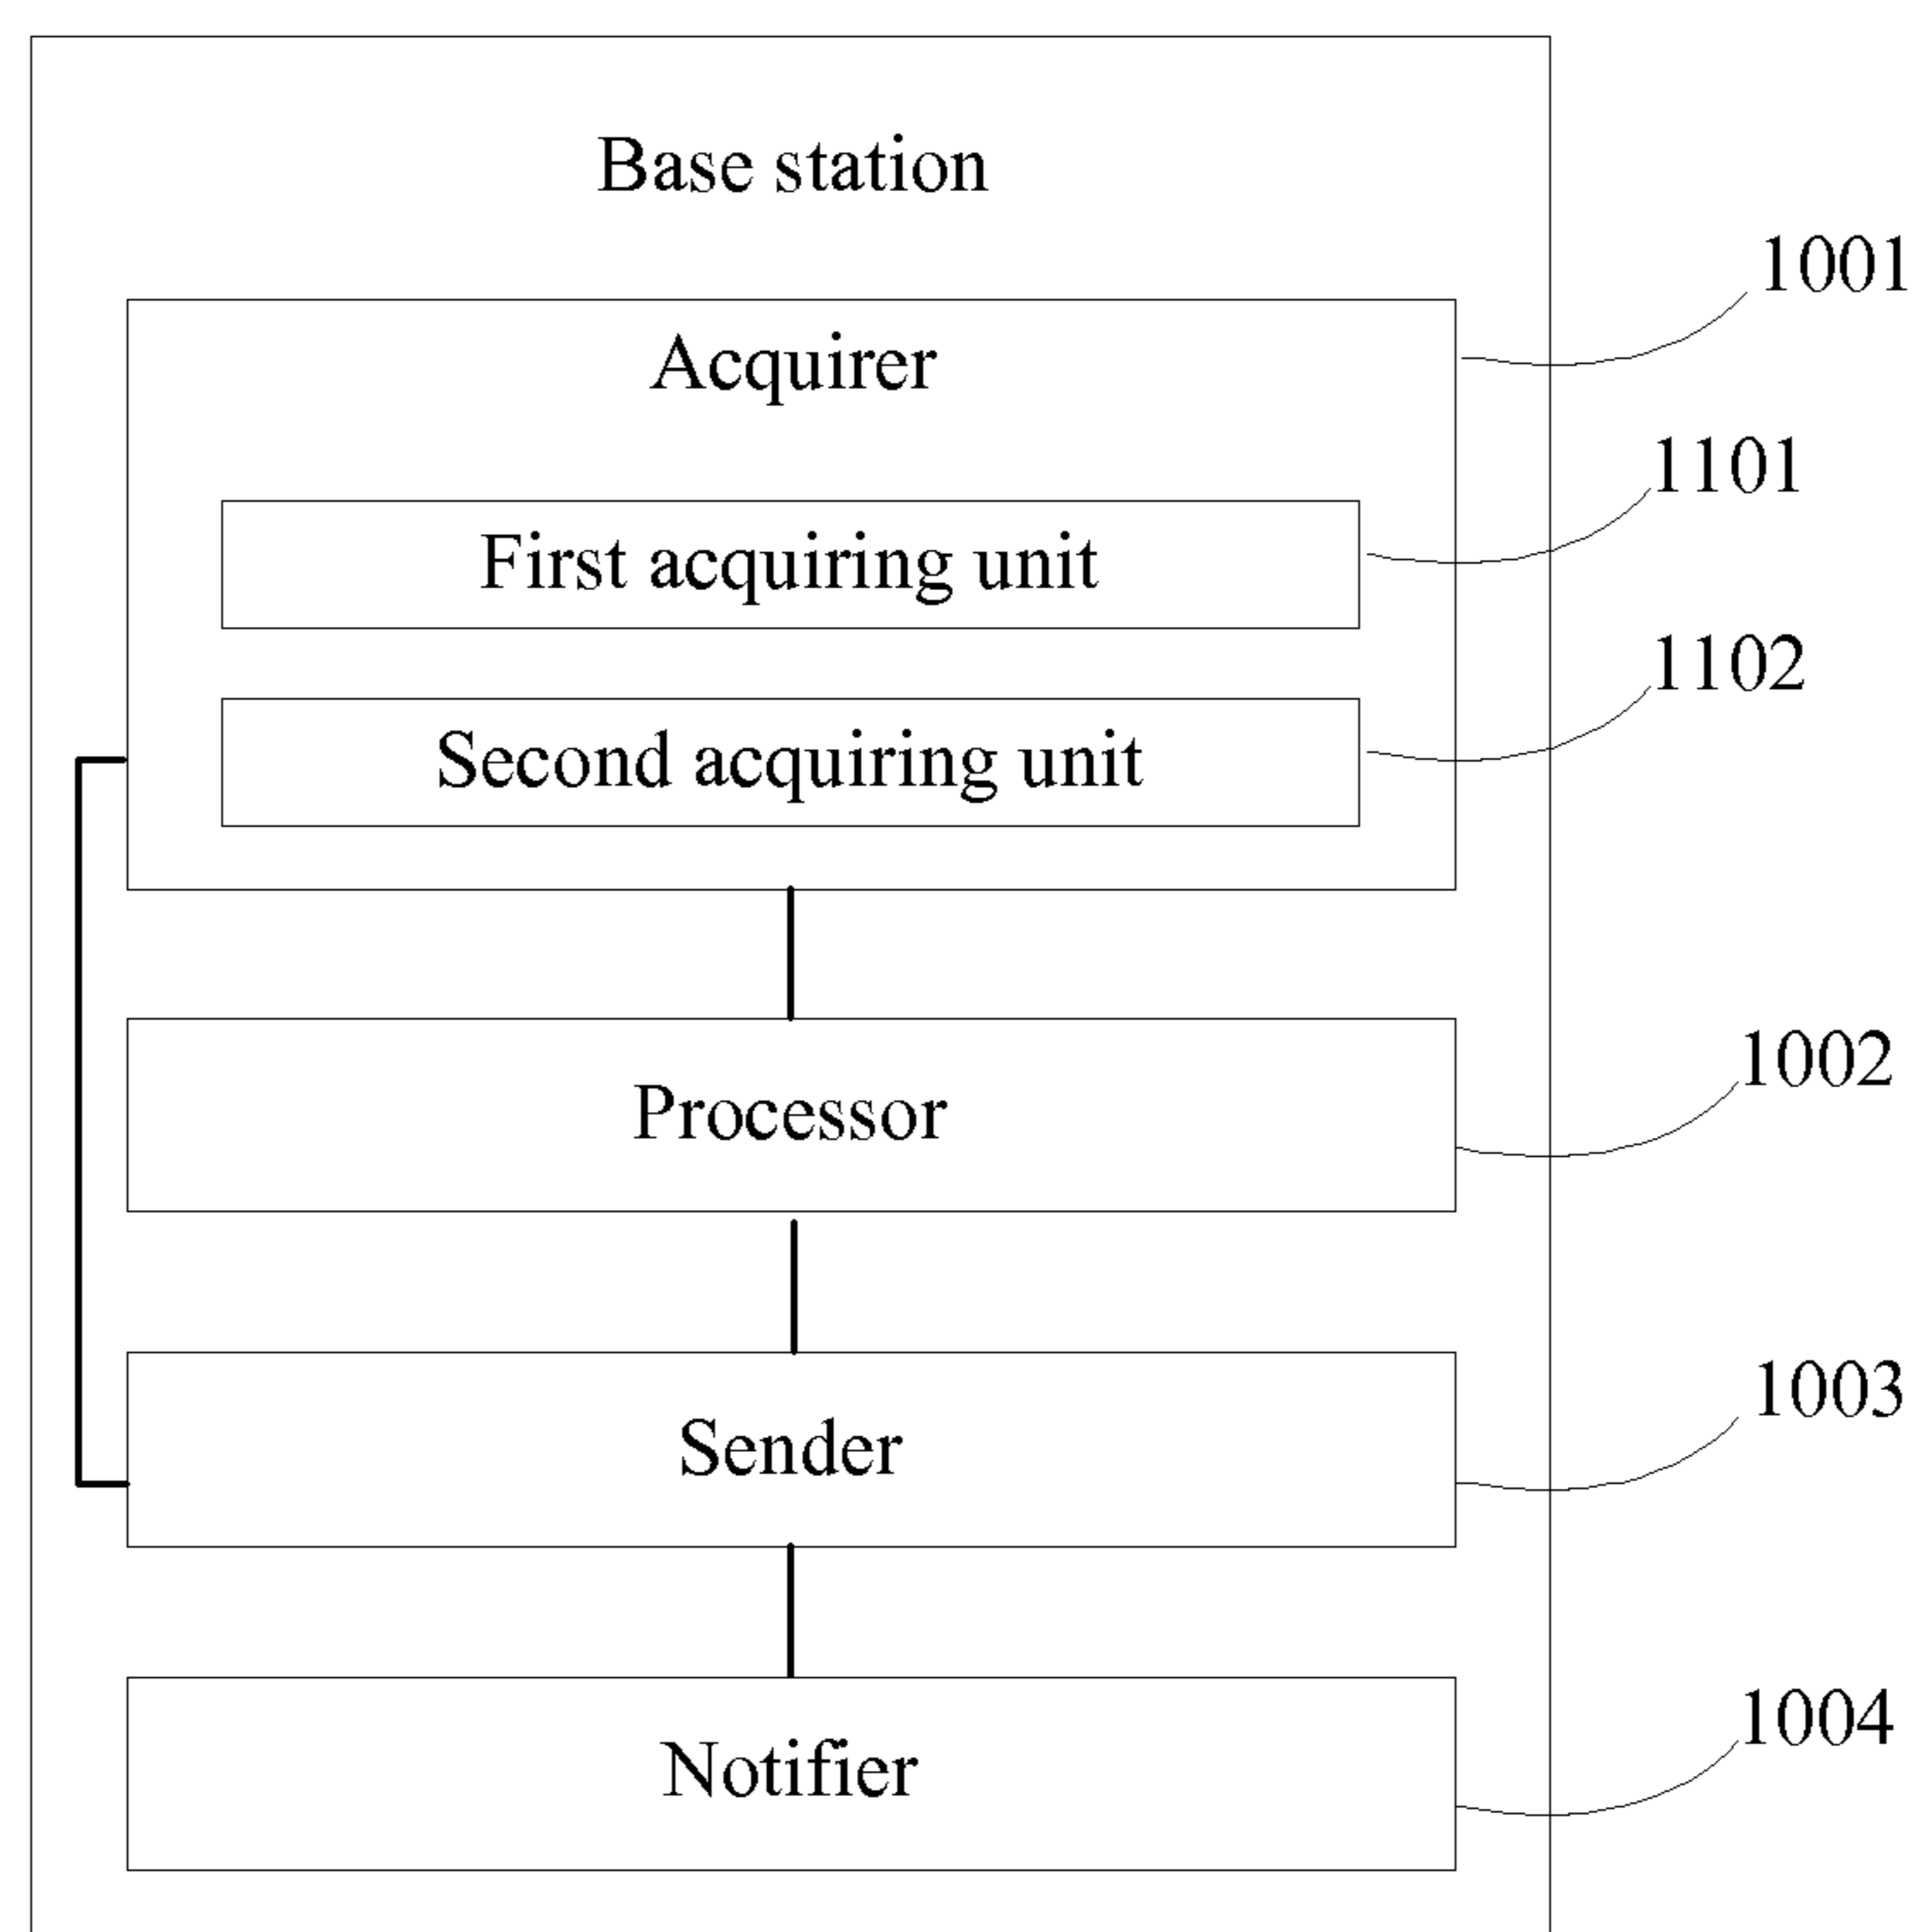 Base station
1001
Acquirer
1101
First acquiring unit
1102
Second acquiring unit
1002
Processor
1003
Sender
1004
Notifier